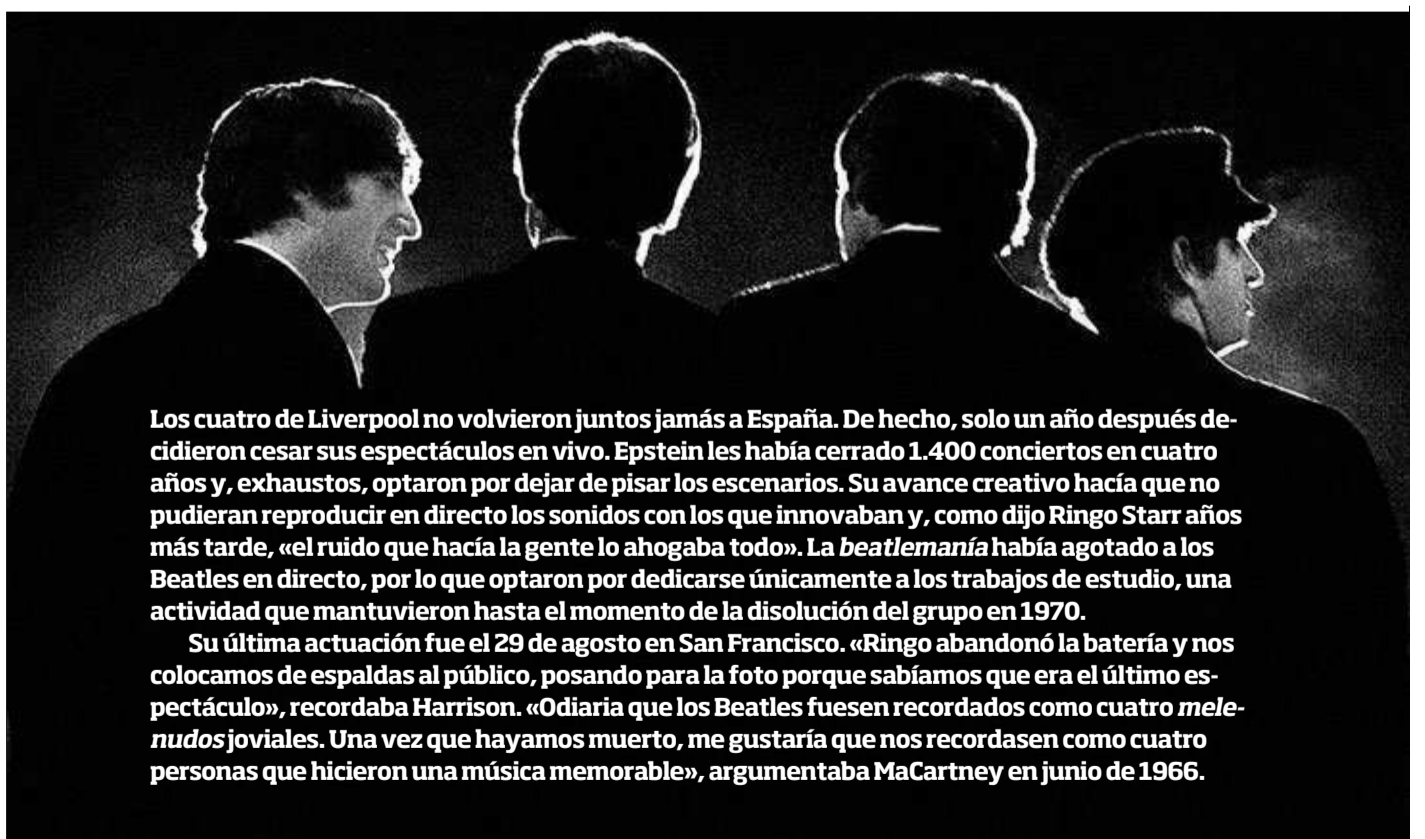 Los cuatro de Liverpool no volvieron juntos jamás a España. De hecho, solo un año después de-
cidieron cesar sus espectáculos en vivo. Epstein les había cerrado 1.400 conciertos en cuatro
años y, exhaustos, optaron por dejar de pisar los escenarios. Su avance creativo hacía que no
pudieran reproducir en directo los sonidos con los que innovaban y, como dijo Ringo Starr años
más tarde, «el ruido que hacía la gente lo ahogaba todo». La beatlemanía había agotado a los
Beatles en directo, por lo que optaron por dedicarse únicamente a los trabajos de estudio, una
actividad que mantuvieron hasta el momento de la disolución del grupo en 1970.
Su última actuación fue el 29 de agosto en San Francisco. «Ringo abandonó la batería y nos
colocamos de espaldas al público, posando para la foto porque sabíamos que era el último es-
pectáculo», recordaba Harrison. «Odiaria que los Beatles fuesen recordados como cuatro mele-
nudos joviales. Una vez que hayamos muerto, me gustaría que nos recordasen como cuatro
personas que hicieron una música memorable», argumentaba MaCartney en junio de 1966.